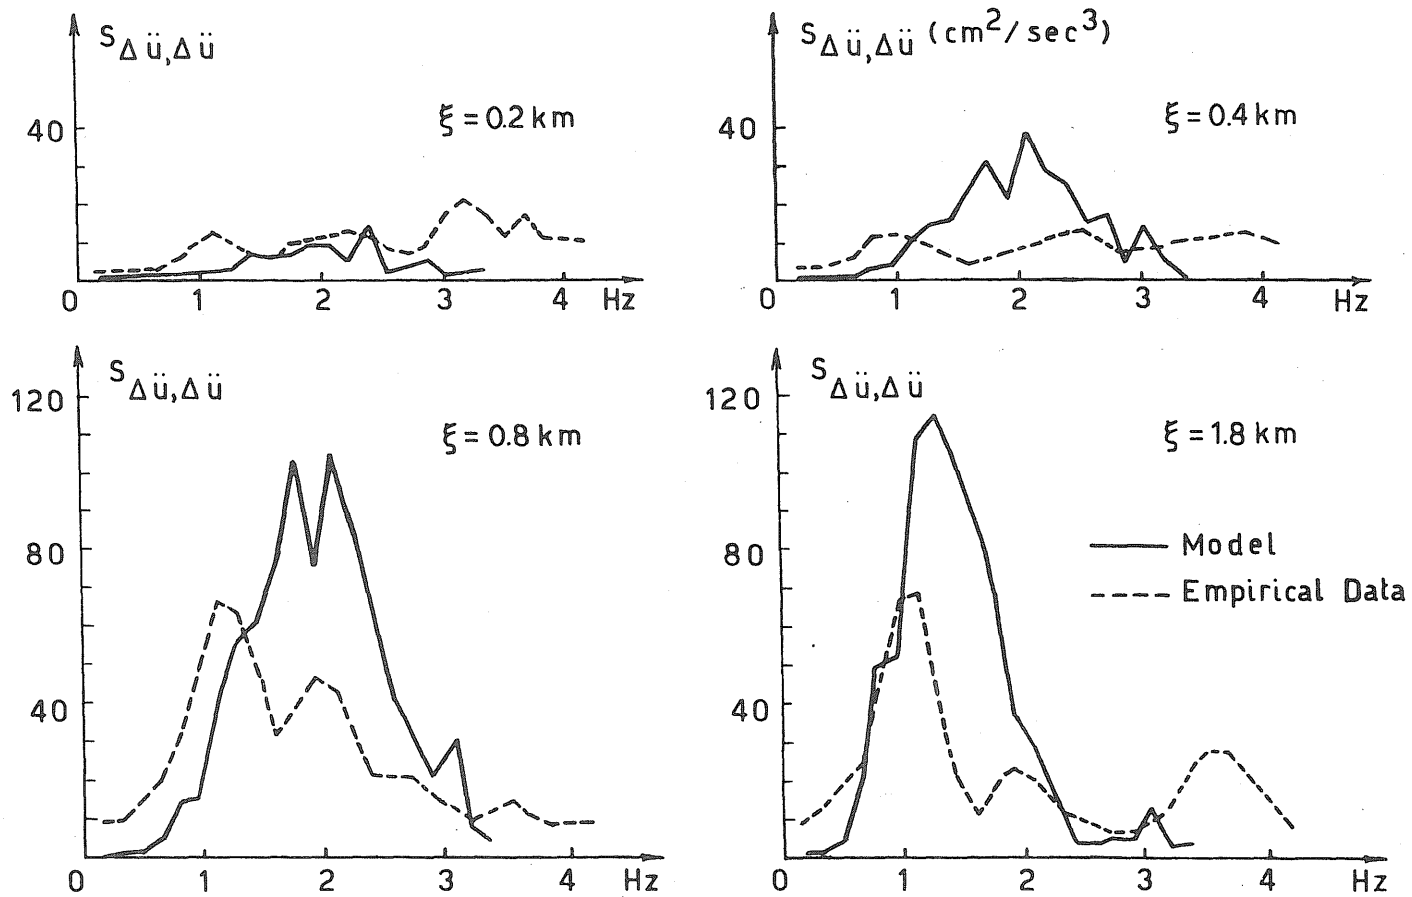 S Δü,Δü
ξ = 0.2 km
40
0 1 2 3 4 Hz
S Δü,Δü (cm²/sec³)
ξ = 0.4 km
40
0 1 2 3 4 Hz
S Δü,Δü
120
ξ = 0.8 km
80
40
0 1 2 3 4 Hz
S Δü,Δü
120
ξ = 1.8 km
80
Model
Empirical Data
40
0 1 2 3 4 Hz